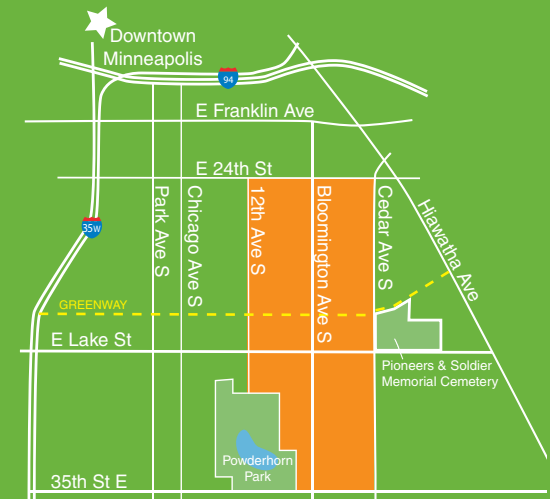 Downtown
Minneapolis
94
E Franklin Ave
E 24th St
Park Ave S
Chicago Ave S
12th Ave S
Bloomington Ave S
Cedar Ave S
Hiawatha Ave
35W
GREENWAY
E Lake St
Pioneers & Soldier
Memorial Cemetery
Powderhorn
Park
35th St E